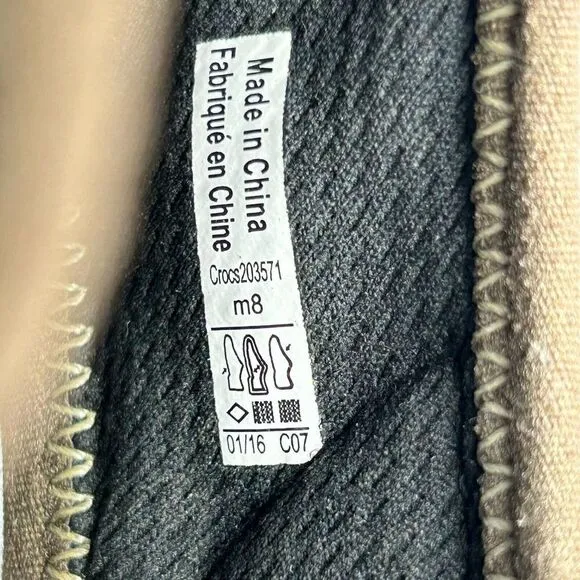 Made in China
Fabriqué en Chine
Crocs203571
m8
01/16 C07